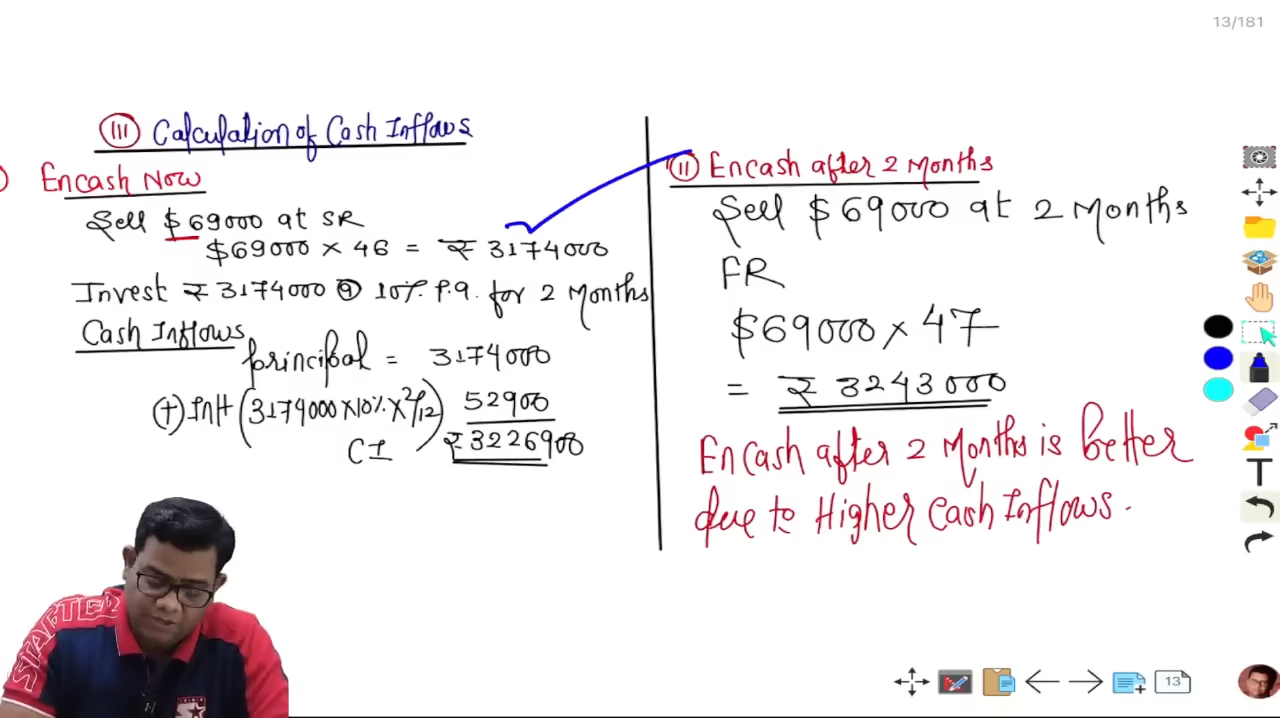 13/181
III Calculation of Cash Inflows
Encash Now
Sell $69000 at SR
$69000 × 46 = ₹ 3174000
Invest ₹ 3174000 @ 10% P.a. for 2 Months
Cash Inflows
Principal = 3174000
(+) Int (3174000×10%×2/12) 52900
CI ₹ 3226900
II Encash after 2 Months
Sell $69000 at 2 Months
FR
$69000 × 47
= ₹ 3243000
Encash after 2 Months is better
due to Higher Cash Inflows.
STARTED
T
13